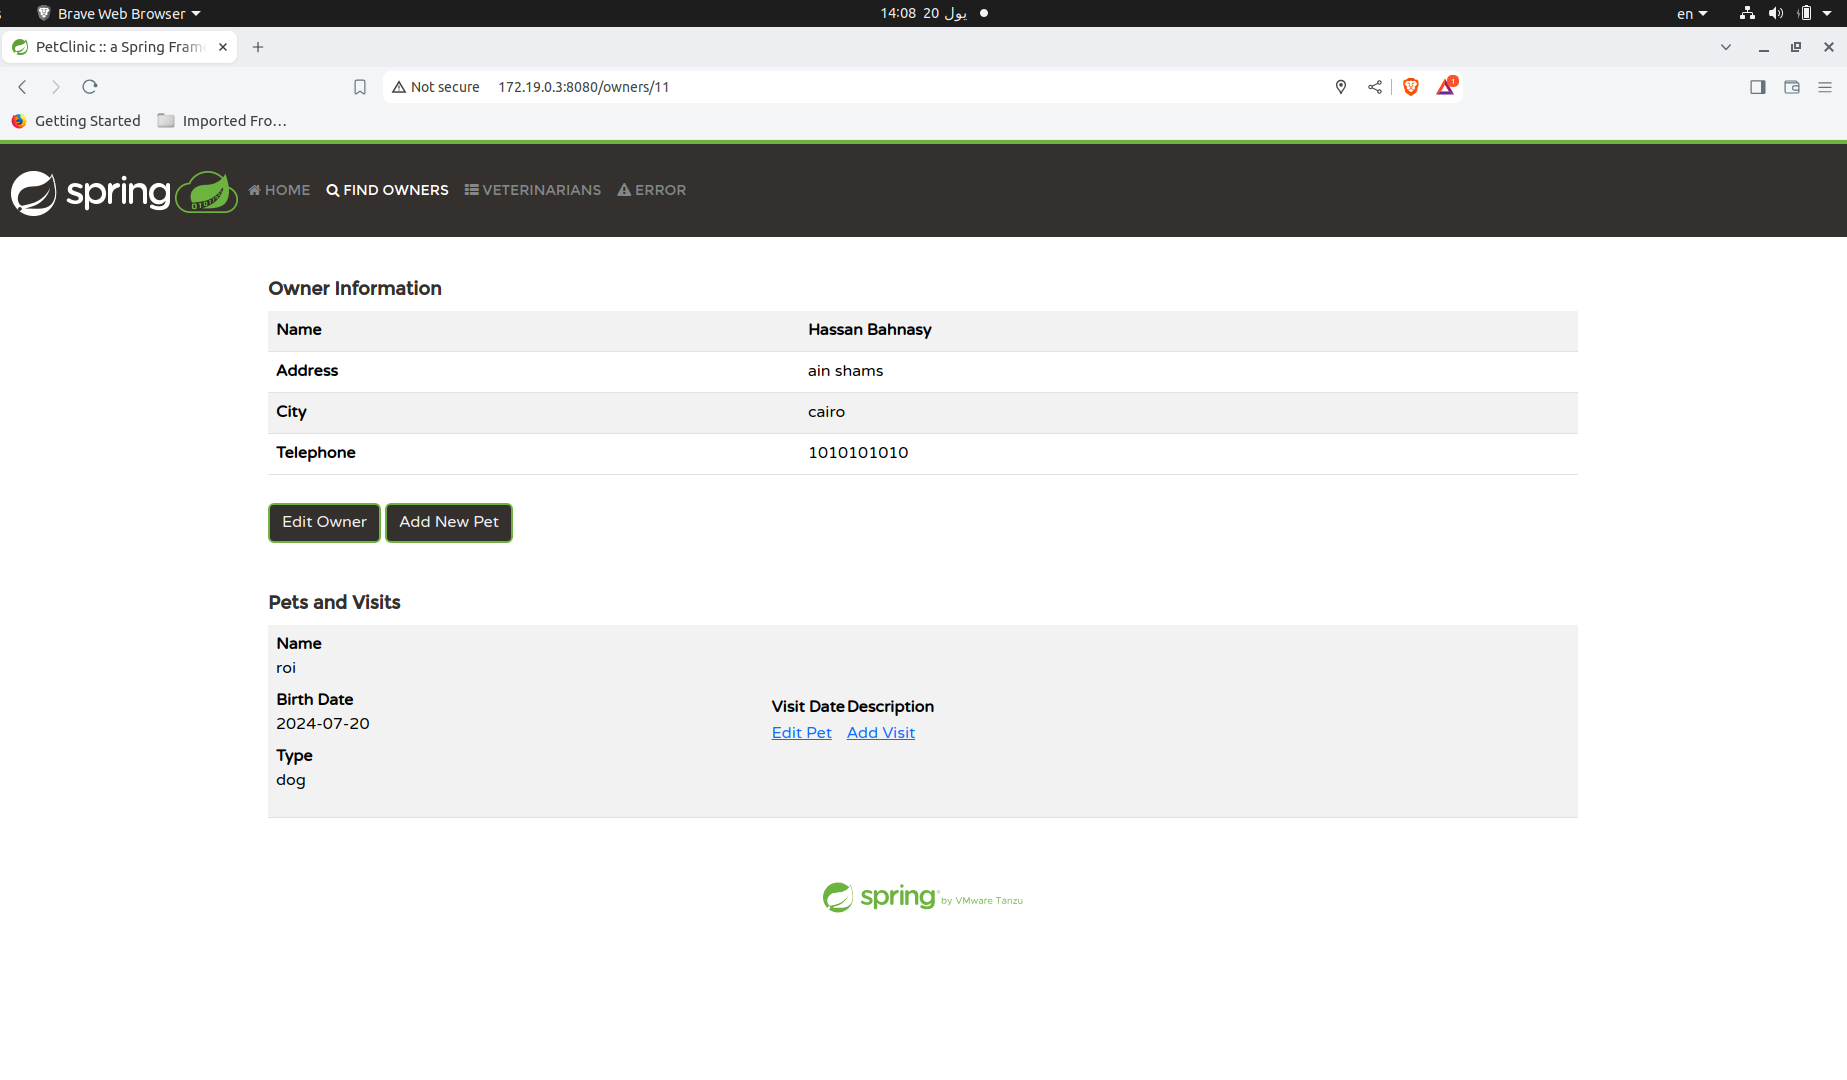 Brave Web Browser
14:08 20 يول
en
PetClinic :: a Spring Fram
Not secure 172.19.0.3:8080/owners/11
1
Getting Started Imported Fro...
spring HOME FIND OWNERS VETERINARIANS ERROR
Owner Information
Name Hassan Bahnasy
Address ain shams
City cairo
Telephone 1010101010
Edit Owner Add New Pet
Pets and Visits
Name
roi
Birth Date
2024-07-20
Type
dog
Visit Date Description
Edit Pet Add Visit
spring by VMware Tanzu